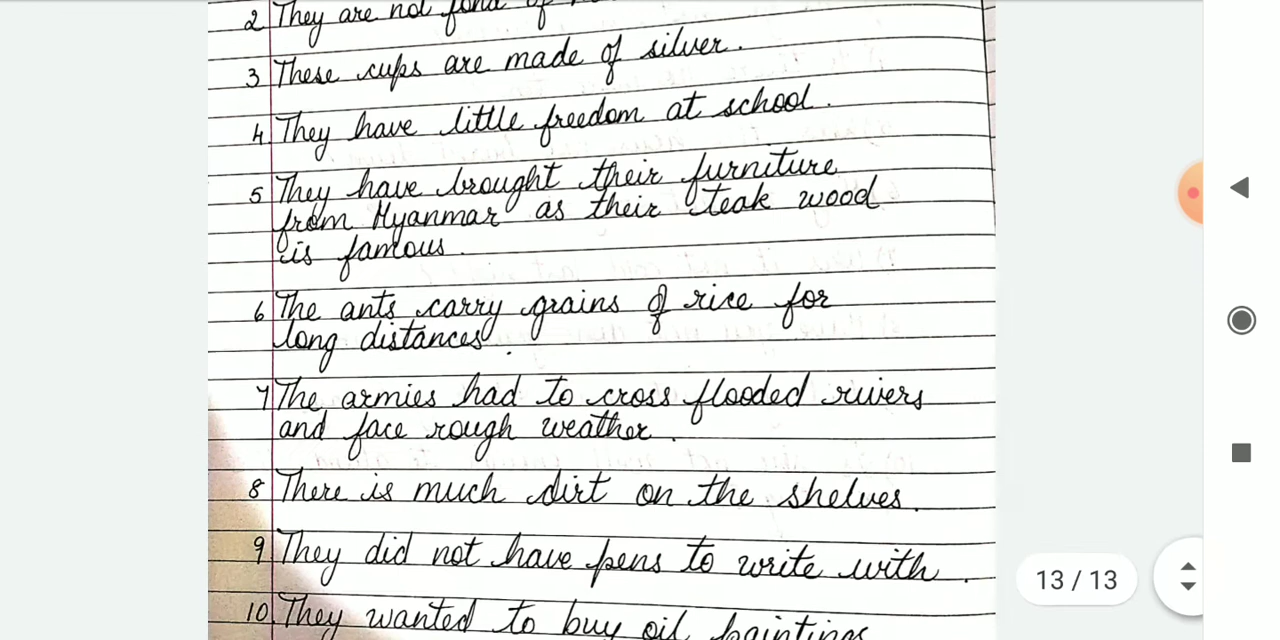 2 They are not fond of
3 These cups are made of silver.
4. They have little freedom at school.
5 They have brought their furniture
from Myanmar as their teak wood
is famous.
6 The ants carry grains of rice for
long distances.
7 The armies had to cross flooded rivers
and face rough weather.
8 There is much dirt on the shelves.
9 They did not have pens to write with.
10. They wanted to buy oil paintings
13 / 13